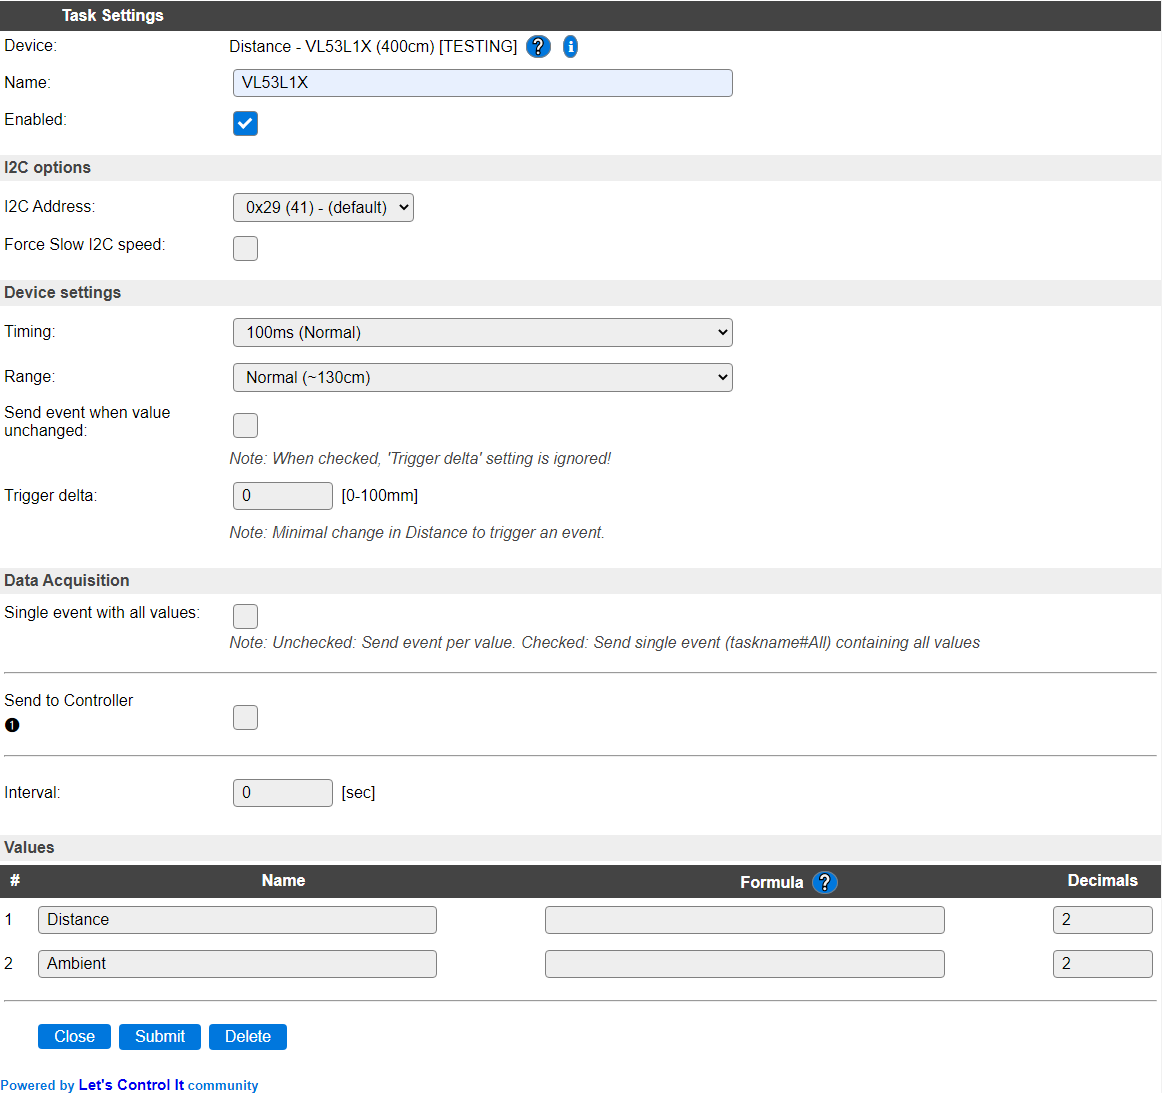 Task Settings
Device: Distance - VL53L1X (400cm) [TESTING] ? i
Name: VL53L1X
Enabled:
I2C options
I2C Address: 0x29 (41) - (default)
Force Slow I2C speed:
Device settings
Timing: 100ms (Normal)
Range: Normal (~130cm)
Send event when value
unchanged:
Note: When checked, 'Trigger delta' setting is ignored!
Trigger delta: 0 [0-100mm]
Note: Minimal change in Distance to trigger an event.
Data Acquisition
Single event with all values:
Note: Unchecked: Send event per value. Checked: Send single event (taskname#All) containing all values
Send to Controller
❶
Interval: 0 [sec]
Values
# Name Formula ? Decimals
1 Distance 2
2 Ambient 2
Close Submit Delete
Powered by Let's Control It community